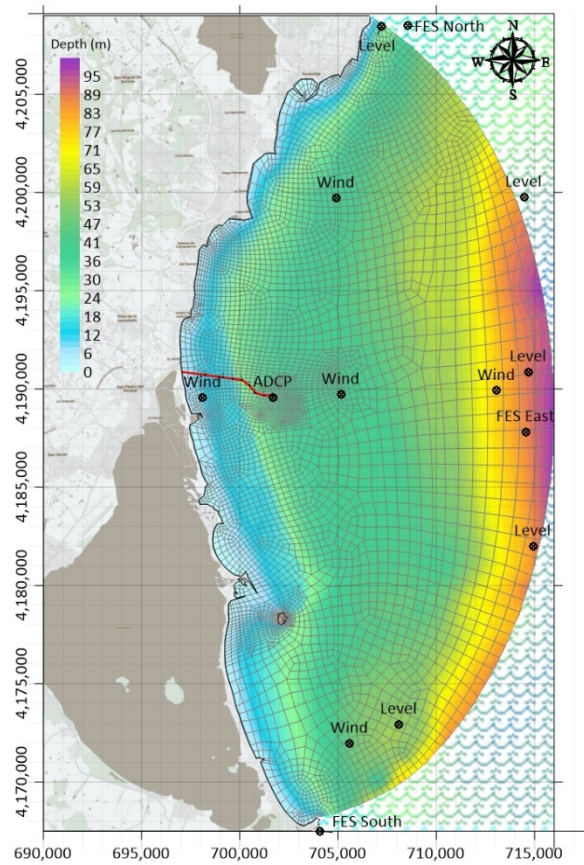 Depth (m)
95
89
83
77
71
65
59
53
47
41
36
30
24
18
12
6
0
N
W E
S
FES North
Level
Wind
Level
Level
Wind
ADCP
Wind
Wind
FES East
Level
Level
Wind
FES South
4,205,000
4,200,000
4,195,000
4,190,000
4,185,000
4,180,000
4,175,000
4,170,000
690,000
695,000
700,000
705,000
710,000
715,000